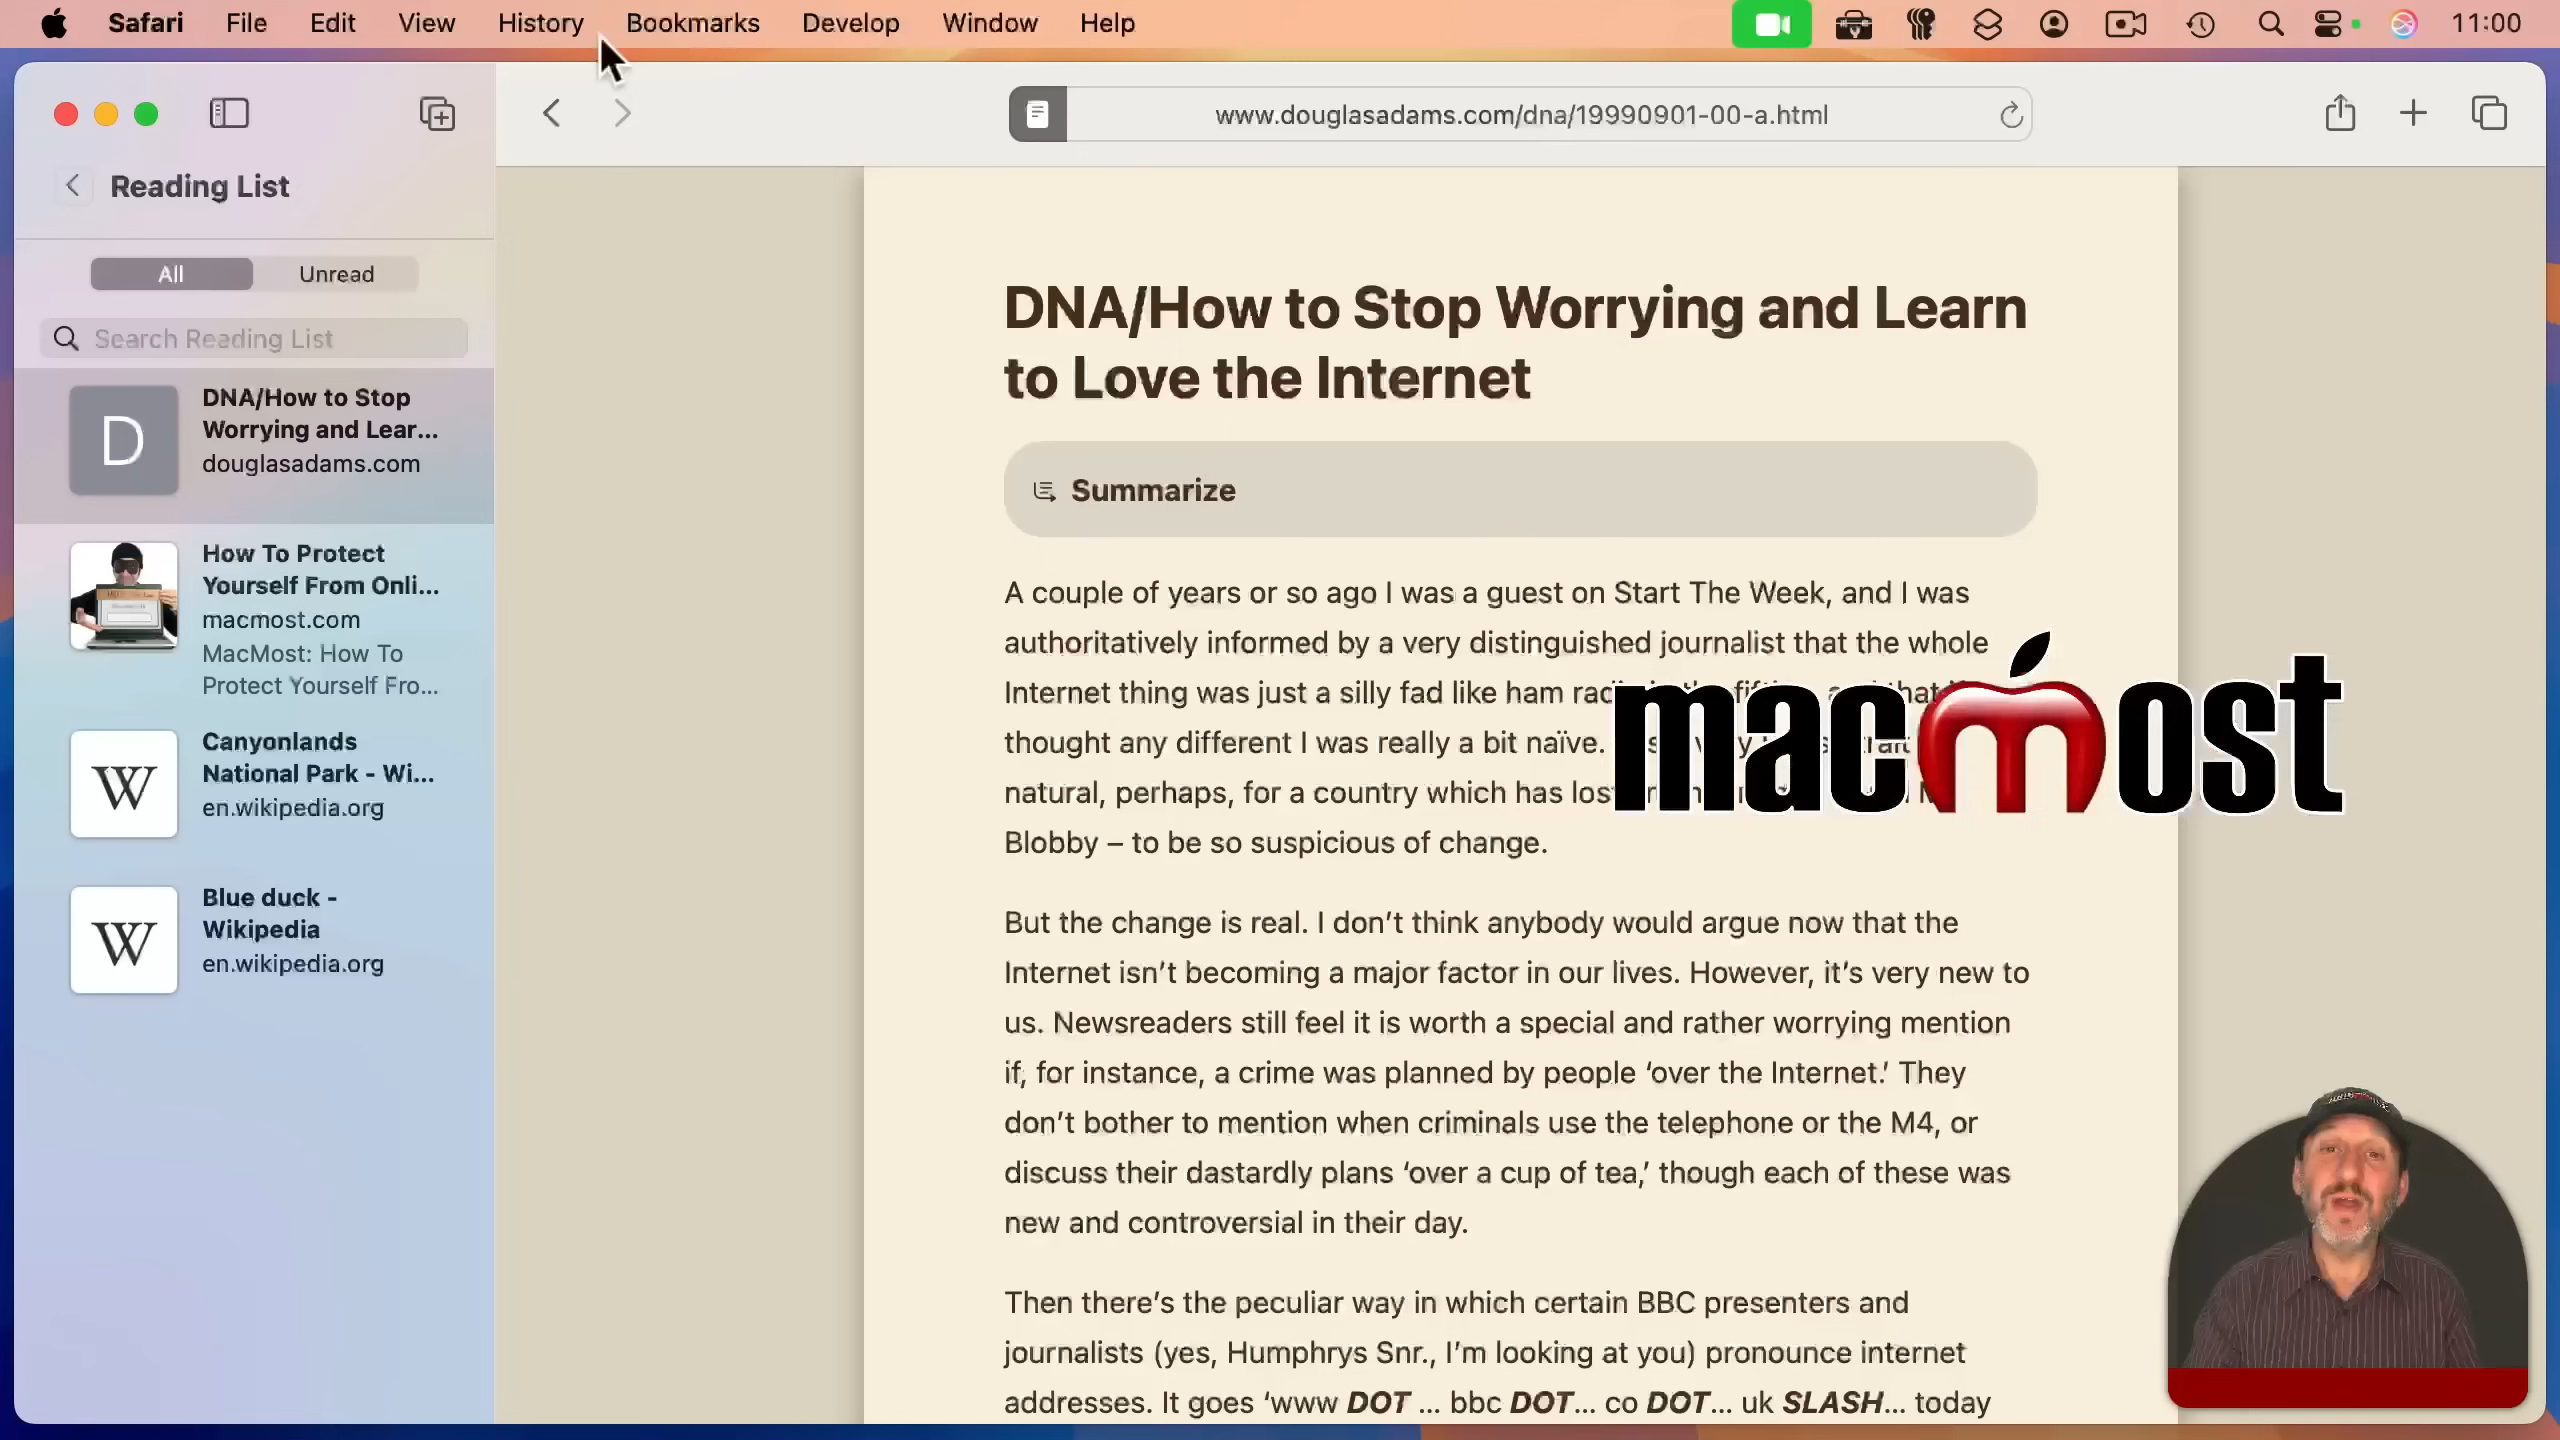 Safari File Edit View History Bookmarks Develop Window Help 11:00
www.douglasadams.com/dna/19990901-00-a.html
Reading List
All Unread
Search Reading List
DNA/How to Stop
Worrying and Lear...
douglasadams.com
How To Protect
Yourself From Onli...
macmost.com
MacMost: How To
Protect Yourself Fro...
W
Canyonlands
National Park - Wi...
en.wikipedia.org
W
Blue duck -
Wikipedia
en.wikipedia.org
D
DNA/How to Stop Worrying and Learn
to Love the Internet
Summarize
A couple of years or so ago I was a guest on Start The Week, and I was
authoritatively informed by a very distinguished journalist that the whole
Internet thing was just a silly fad like ham
thought any different I was really a bit naïve.
natural, perhaps, for a country which has lost
Blobby – to be so suspicious of change.
But the change is real. I don’t think anybody would argue now that the
Internet isn’t becoming a major factor in our lives. However, it’s very new to
us. Newsreaders still feel it is worth a special and rather worrying mention
if, for instance, a crime was planned by people ‘over the Internet.’ They
don’t bother to mention when criminals use the telephone or the M4, or
discuss their dastardly plans ‘over a cup of tea,’ though each of these was
new and controversial in their day.
Then there’s the peculiar way in which certain BBC presenters and
journalists (yes, Humphrys Snr., I’m looking at you) pronounce internet
addresses. It goes ‘www DOT ... bbc DOT... co DOT... uk SLASH... today
macmost